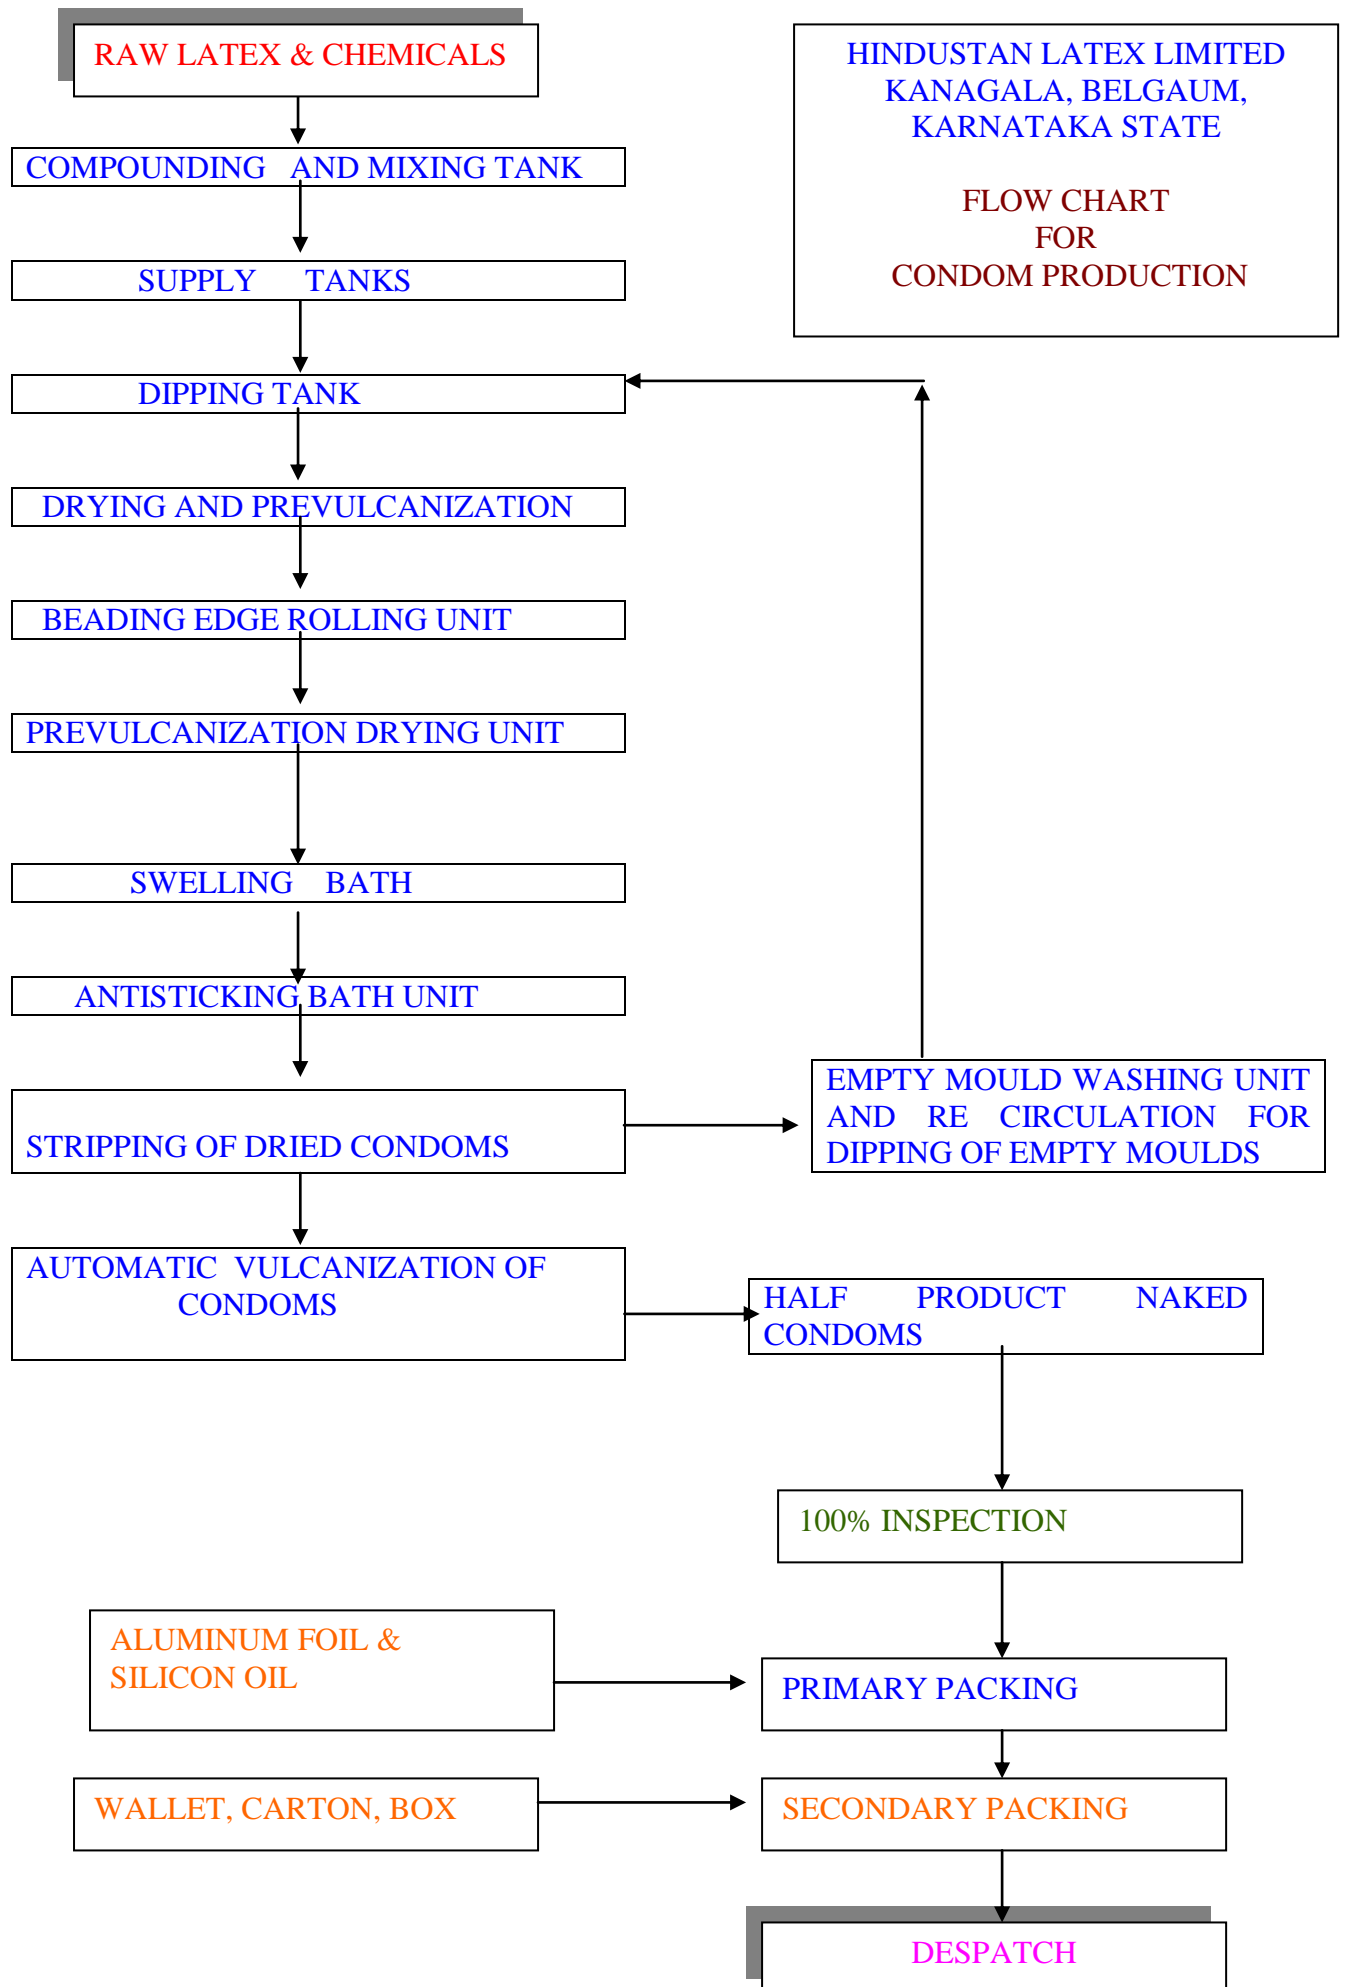 RAW LATEX & CHEMICALS
HINDUSTAN LATEX LIMITED
KANAGALA, BELGAUM,
KARNATAKA STATE
FLOW CHART
FOR
CONDOM PRODUCTION
COMPOUNDING AND MIXING TANK
SUPPLY TANKS
DIPPING TANK
DRYING AND PREVULCANIZATION
BEADING EDGE ROLLING UNIT
PREVULCANIZATION DRYING UNIT
SWELLING BATH
ANTISTICKING BATH UNIT
STRIPPING OF DRIED CONDOMS
EMPTY MOULD WASHING UNIT
AND RE CIRCULATION FOR
DIPPING OF EMPTY MOULDS
AUTOMATIC VULCANIZATION OF
CONDOMS
HALF PRODUCT NAKED
CONDOMS
100% INSPECTION
ALUMINUM FOIL &
SILICON OIL
PRIMARY PACKING
WALLET, CARTON, BOX
SECONDARY PACKING
DESPATCH